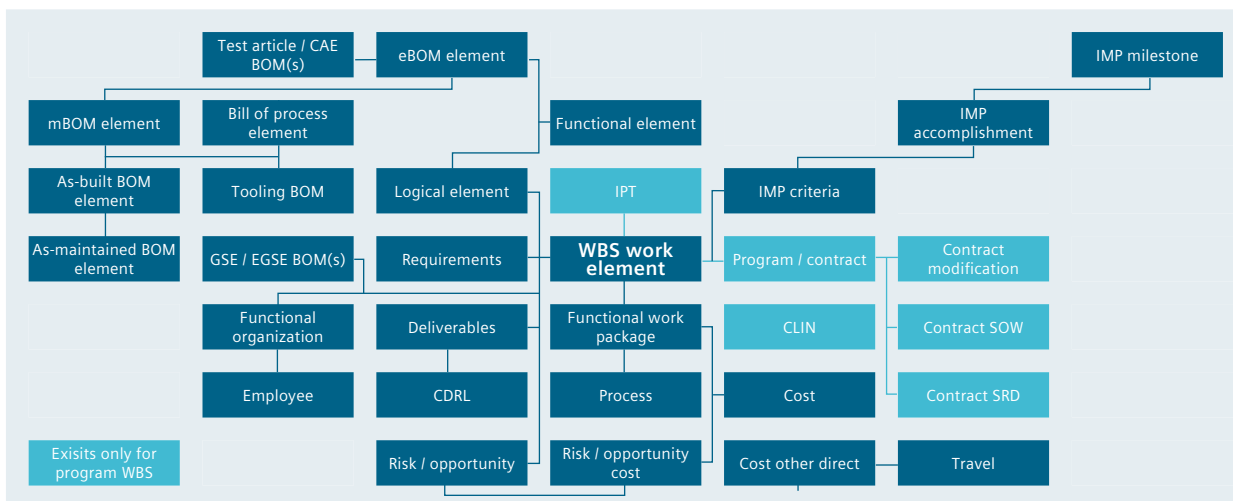 Test article / CAE
BOM(s)
eBOM element
IMP milestone
mBOM element
Bill of process
element
Functional element
IMP
accomplishment
As-built BOM
element
Tooling BOM
Logical element
IPT
IMP criteria
As-maintained BOM
element
GSE / EGSE BOM(s)
Requirements
WBS work
element
Program / contract
Contract
modification
Functional
organization
Deliverables
Functional work
package
CLIN
Contract SOW
Employee
CDRL
Process
Cost
Contract SRD
Exisits only for
program WBS
Risk / opportunity
Risk / opportunity
cost
Cost other direct
Travel